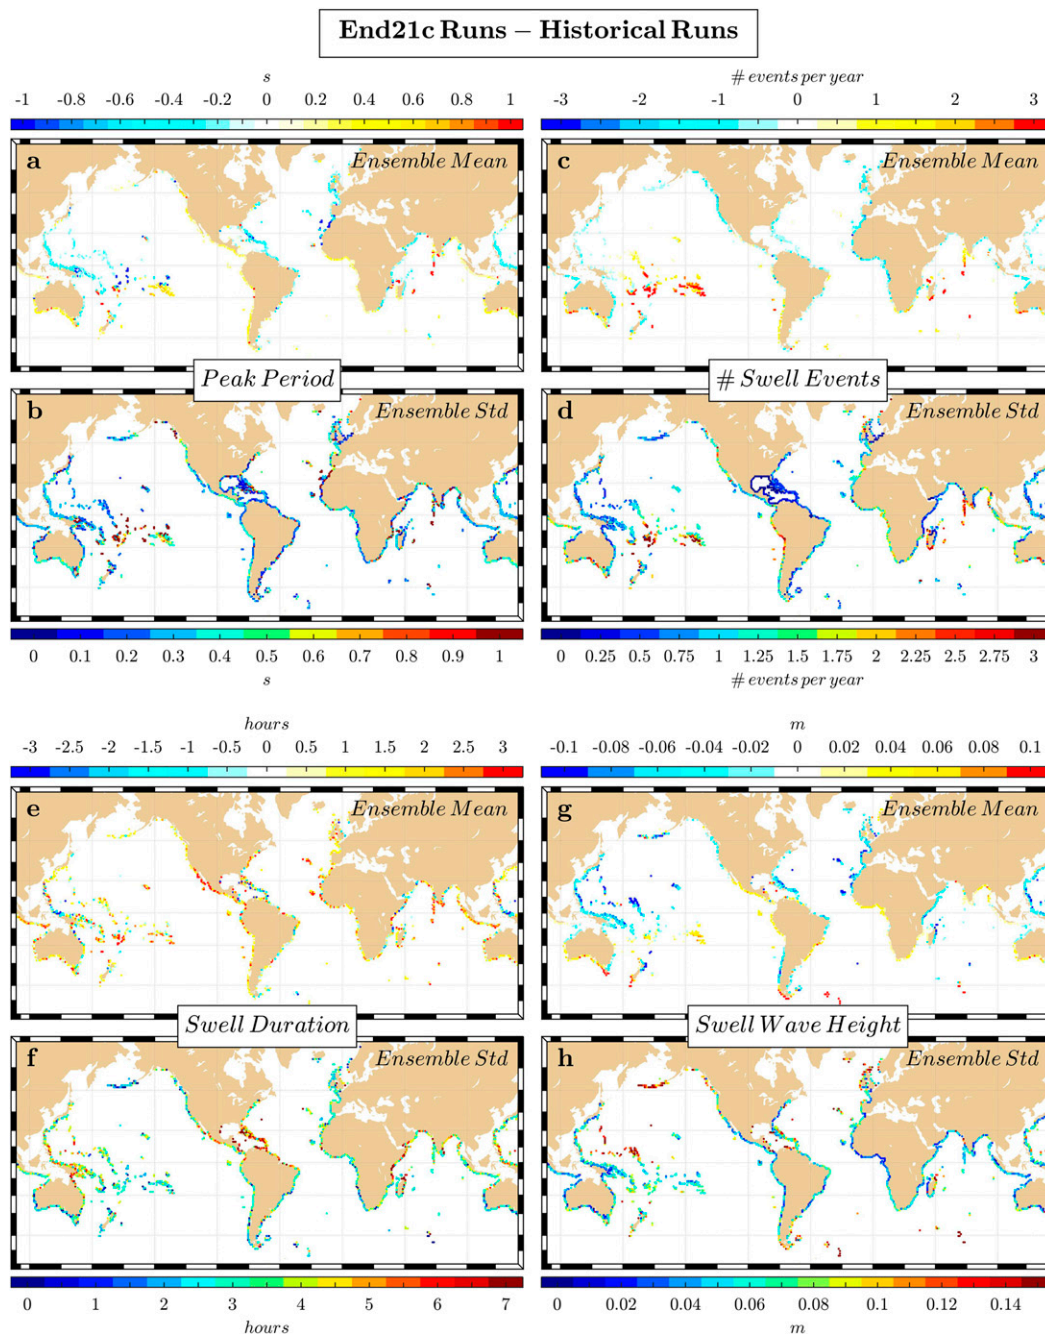 End21c Runs – Historical Runs
s
# events per year
-1 -0.8 -0.6 -0.4 -0.2 0 0.2 0.4 0.6 0.8 1
-3 -2 -1 0 1 2 3
a Ensemble Mean
c Ensemble Mean
Peak Period
# Swell Events
b Ensemble Std
d Ensemble Std
0 0.1 0.2 0.3 0.4 0.5 0.6 0.7 0.8 0.9 1
0 0.25 0.5 0.75 1 1.25 1.5 1.75 2 2.25 2.5 2.75 3
s
# events per year
hours
m
-3 -2.5 -2 -1.5 -1 -0.5 0 0.5 1 1.5 2 2.5 3
-0.1 -0.08 -0.06 -0.04 -0.02 0 0.02 0.04 0.06 0.08 0.1
e Ensemble Mean
g Ensemble Mean
Swell Duration
Swell Wave Height
f Ensemble Std
h Ensemble Std
0 1 2 3 4 5 6 7
0 0.02 0.04 0.06 0.08 0.1 0.12 0.14
hours
m